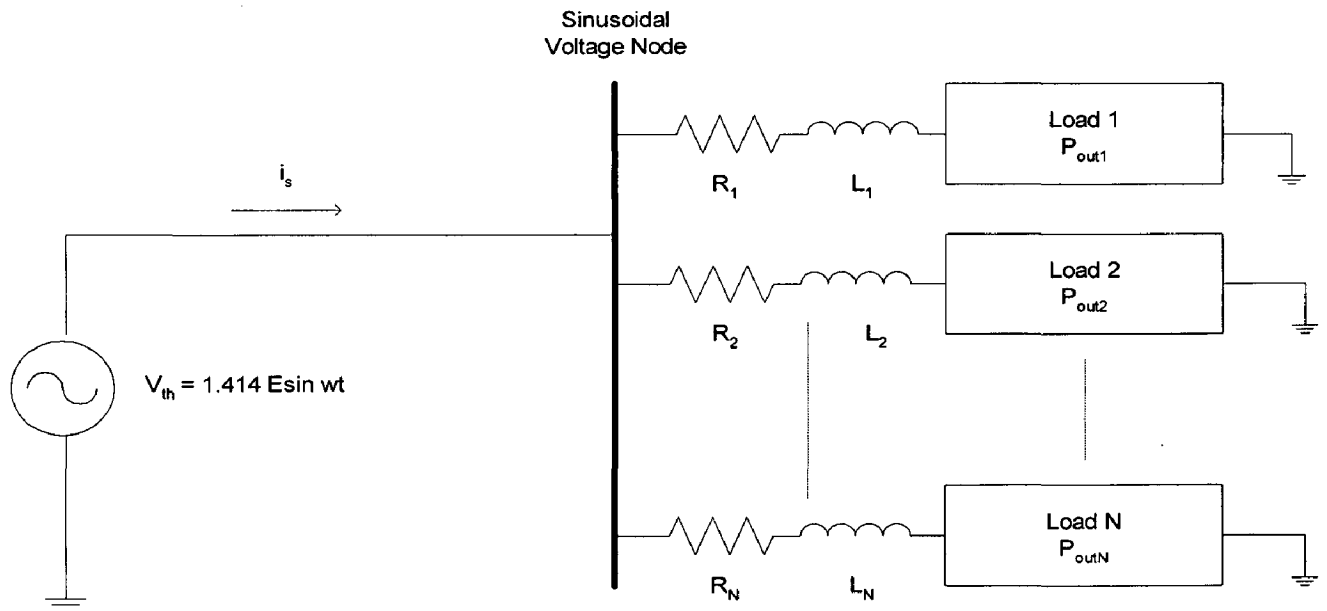 Sinusoidal
Voltage Node
Load 1
P_out1
i_s
R_1
L_1
Load 2
P_out2
R_2
L_2
V_th = 1.414 Esin wt
Load N
P_outN
R_N
L_N